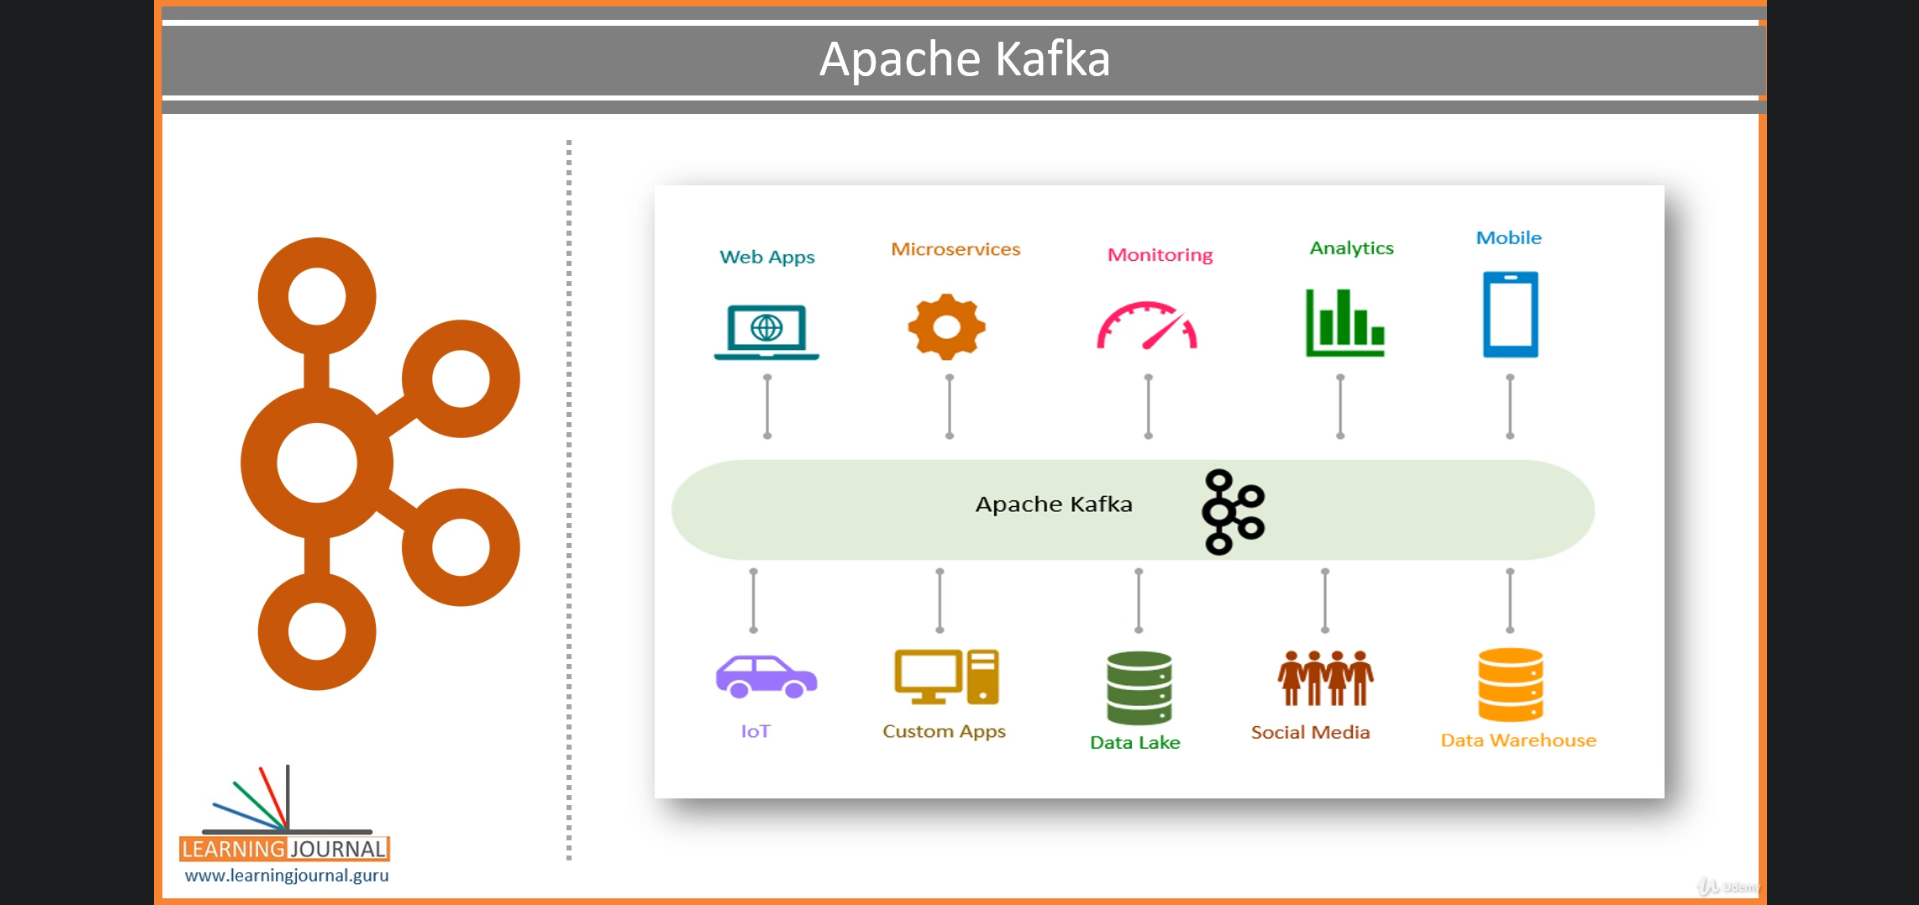 Apache Kafka
Web Apps
Microservices
Monitoring
Analytics
Mobile
Apache Kafka
IoT
Custom Apps
Data Lake
Social Media
Data Warehouse
LEARNING JOURNAL
www.learningjournal.guru
Udemy